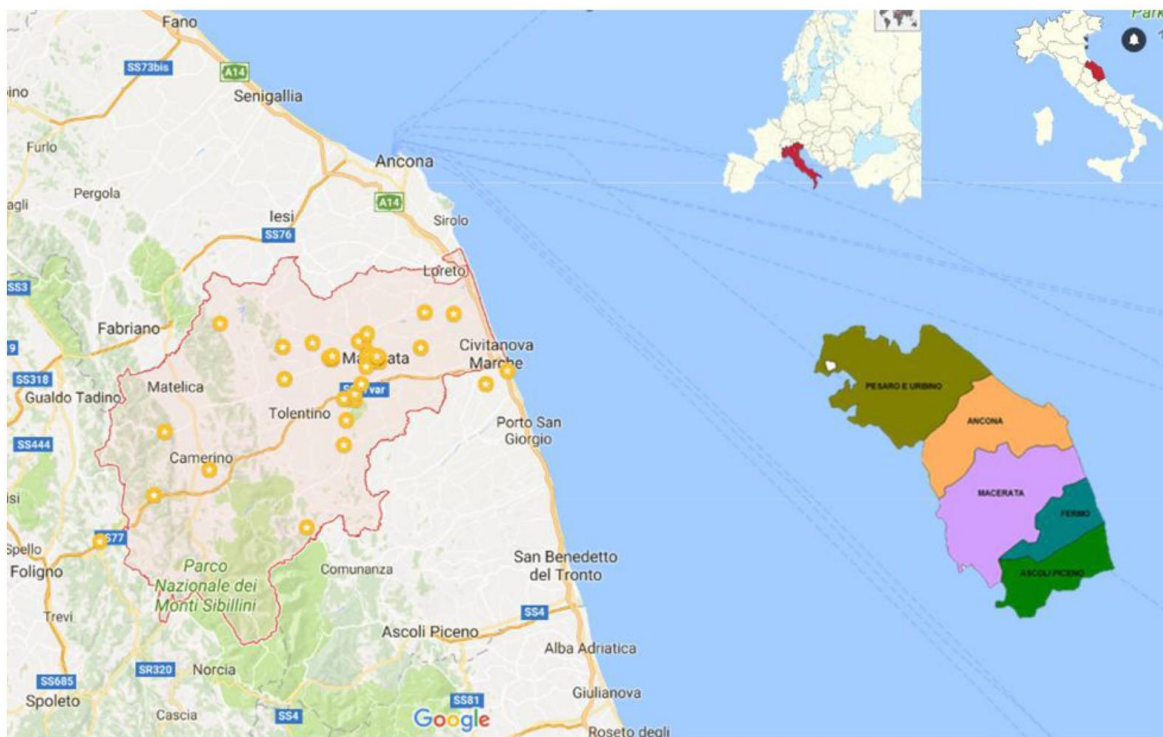 Fano
Park
SS73bis
A14
Senigallia
ino
Furlo
Ancona
Pergola
agli
A14
Iesi
Sirolo
SS76
SS3
Loreto
Fabriano
Civitanova
Marche
9
SS318
Matelica
Gualdo Tadino
Tolentino
Porto San
Giorgio
SS444
Camerino
isi
Spello
Foligno
Parco
Nazionale dei
Monti Sibillini
Comunanza
San Benedetto
del Tronto
SS4
Trevi
Ascoli Piceno
Alba Adriatica
Norcia
SR320
SS685
Giulianova
Spoleto
SS81
Cascia
SS4
Google
Roseto degli
PESARO E URBINO
ANCONA
MACERATA
FERMO
ASCOLI PICENO